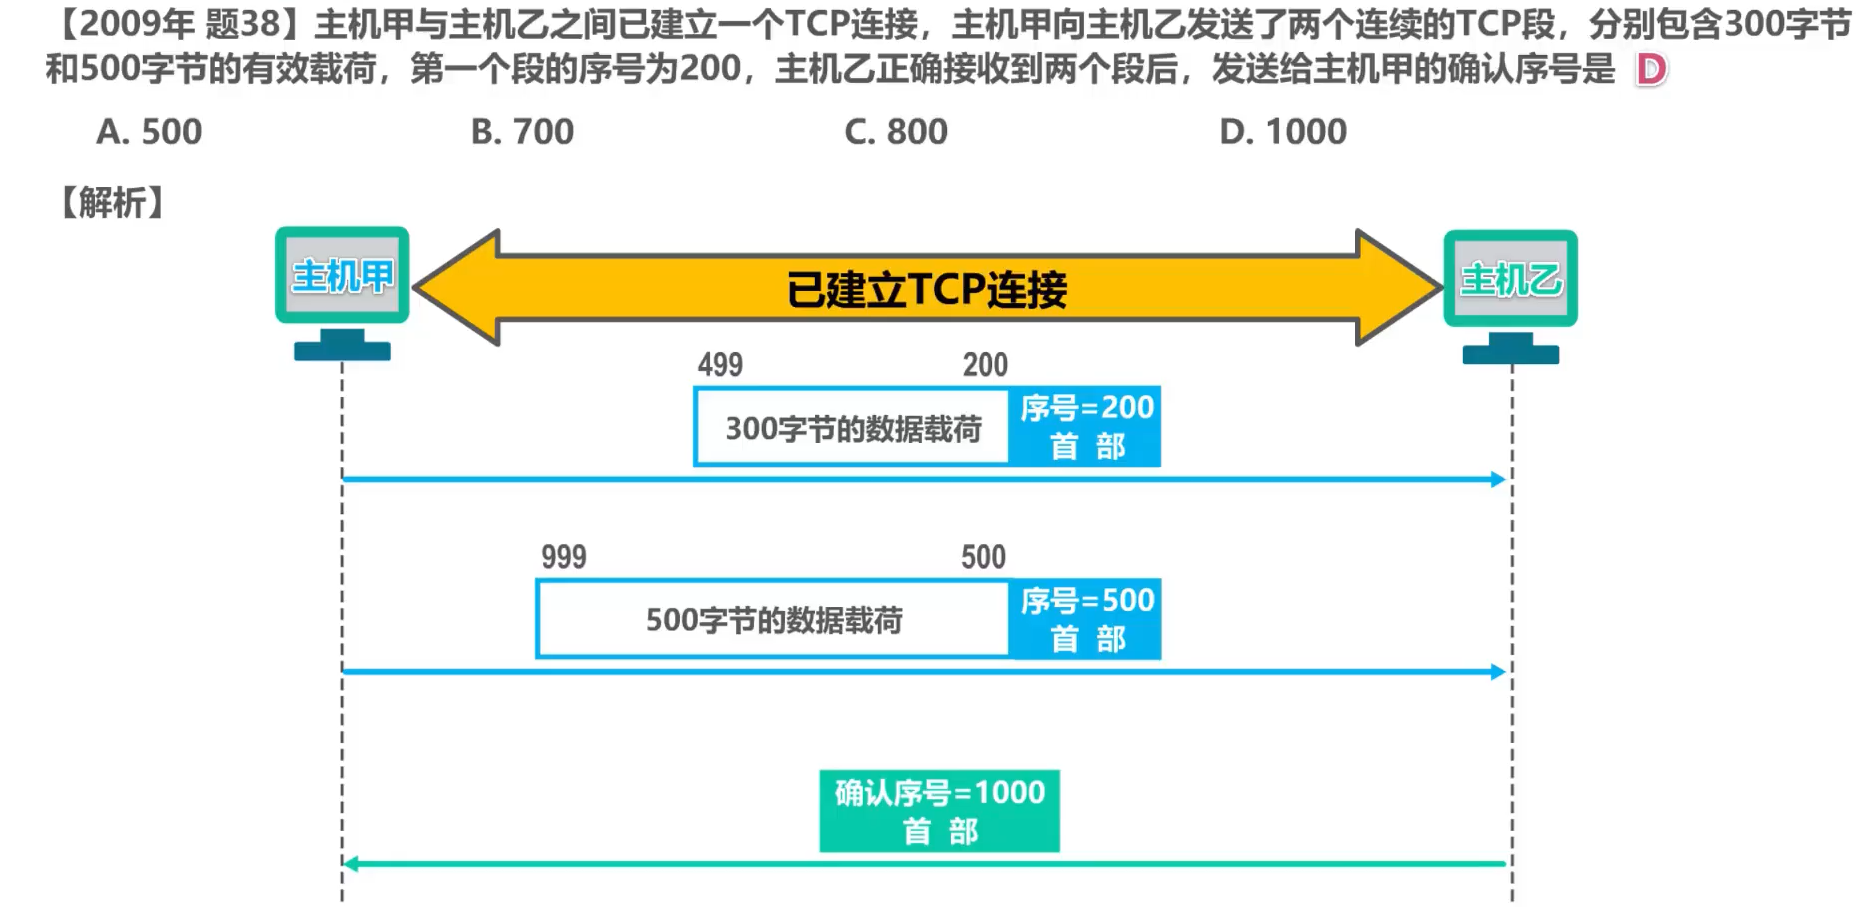 【2009年 题38】主机甲与主机乙之间已建立一个TCP连接，主机甲向主机乙发送了两个连续的TCP段，分别包含300字节
和500字节的有效载荷，第一个段的序号为200，主机乙正确接收到两个段后，发送给主机甲的确认序号是 D
A. 500 B. 700 C. 800 D. 1000
【解析】
主机甲
已建立TCP连接
主机乙
499 200
300字节的数据载荷
序号=200
首 部
999 500
500字节的数据载荷
序号=500
首 部
确认序号=1000
首 部